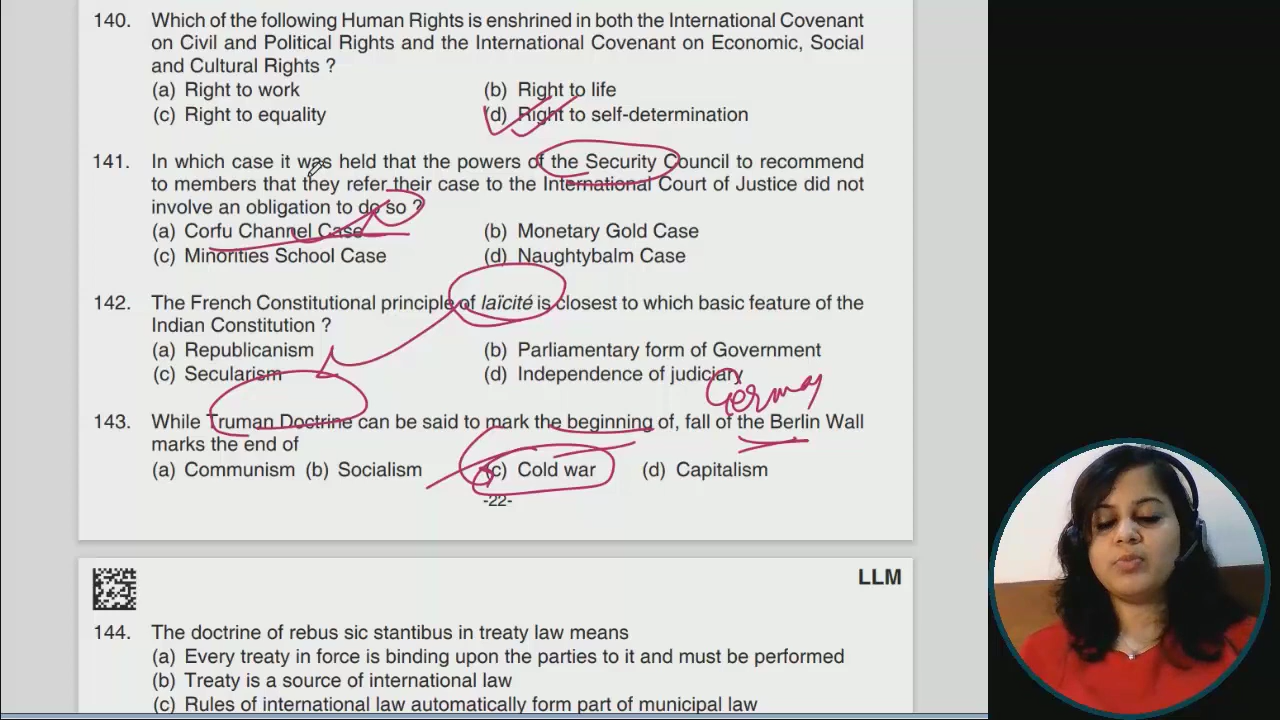 140. Which of the following Human Rights is enshrined in both the International Covenant
on Civil and Political Rights and the International Covenant on Economic, Social
and Cultural Rights ?
(a) Right to work (b) Right to life
(c) Right to equality (d) Right to self-determination
141. In which case it was held that the powers of the Security Council to recommend
to members that they refer their case to the International Court of Justice did not
involve an obligation to do so ?
(a) Corfu Channel Case (b) Monetary Gold Case
(c) Minorities School Case (d) Naughtybalm Case
142. The French Constitutional principle of laïcité is closest to which basic feature of the
Indian Constitution ?
(a) Republicanism (b) Parliamentary form of Government
(c) Secularism (d) Independence of judiciary
Germany
143. While Truman Doctrine can be said to mark the beginning of, fall of the Berlin Wall
marks the end of
(a) Communism (b) Socialism (c) Cold war (d) Capitalism
-22-
LLM
144. The doctrine of rebus sic stantibus in treaty law means
(a) Every treaty in force is binding upon the parties to it and must be performed
(b) Treaty is a source of international law
(c) Rules of international law automatically form part of municipal law